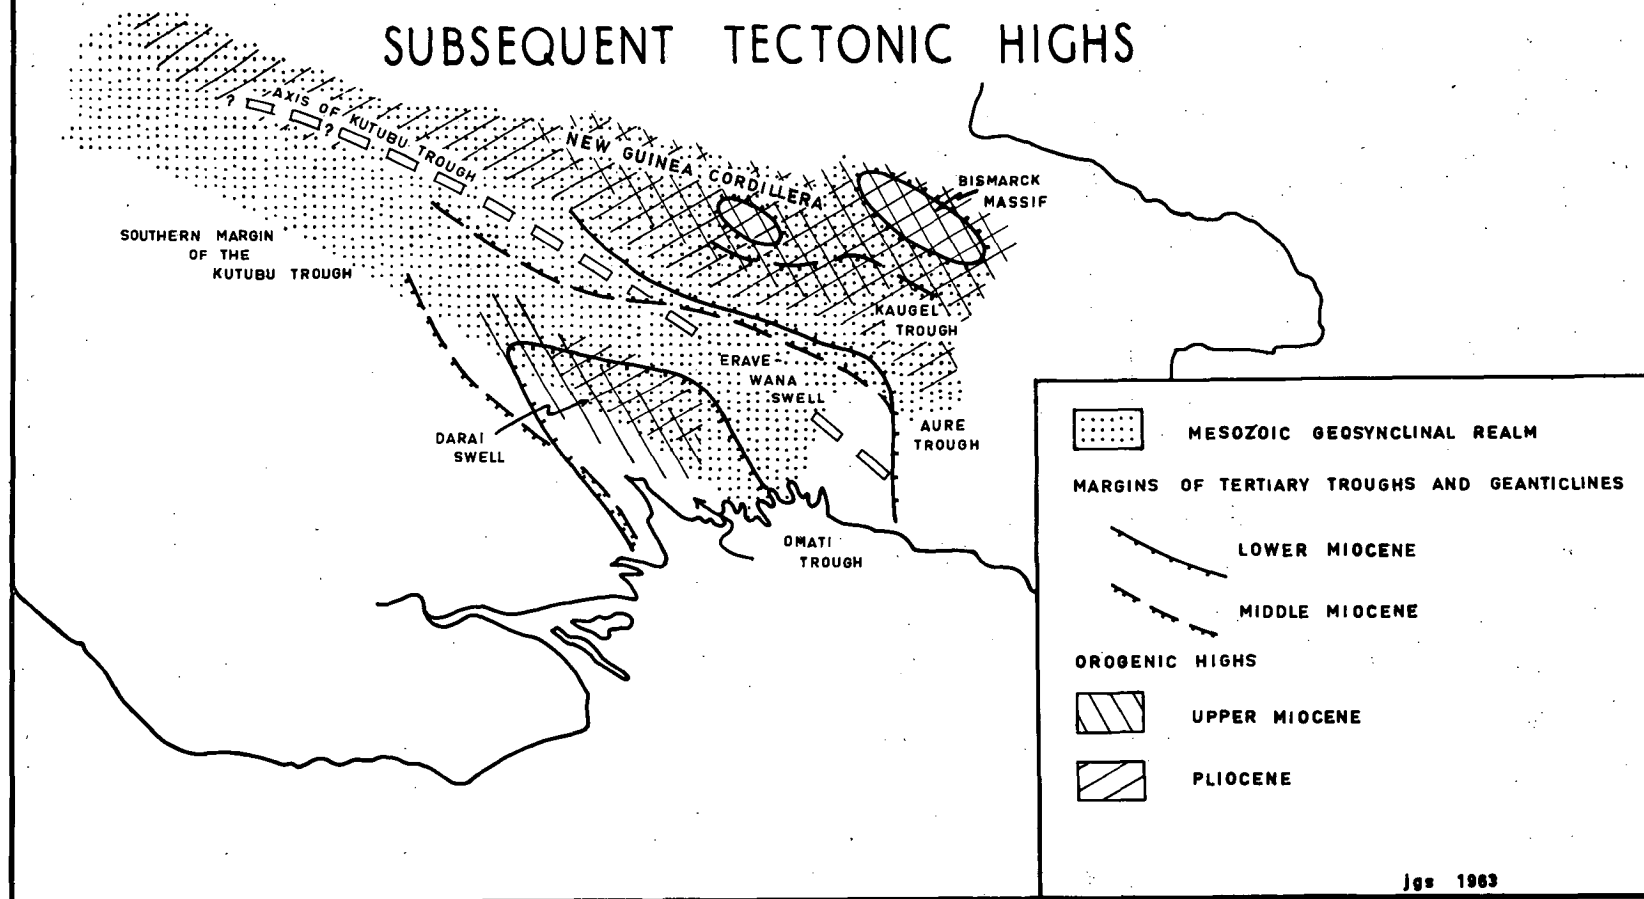 SUBSEQUENT TECTONIC HIGHS
? AXIS OF KUTUBU TROUGH
?
NEW GUINEA CORDILLERA
BISMARCK
MASSIF
SOUTHERN MARGIN
OF THE
KUTUBU TROUGH
KAUGEL
TROUGH
ERAVE-
WANA
SWELL
AURE
TROUGH
DARAI
SWELL
OMATI
TROUGH
MESOZOIC GEOSYNCLINAL REALM
MARGINS OF TERTIARY TROUGHS AND GEANTICLINES
LOWER MIOCENE
MIDDLE MIOCENE
OROGENIC HIGHS
UPPER MIOCENE
PLIOCENE
jgs 1963